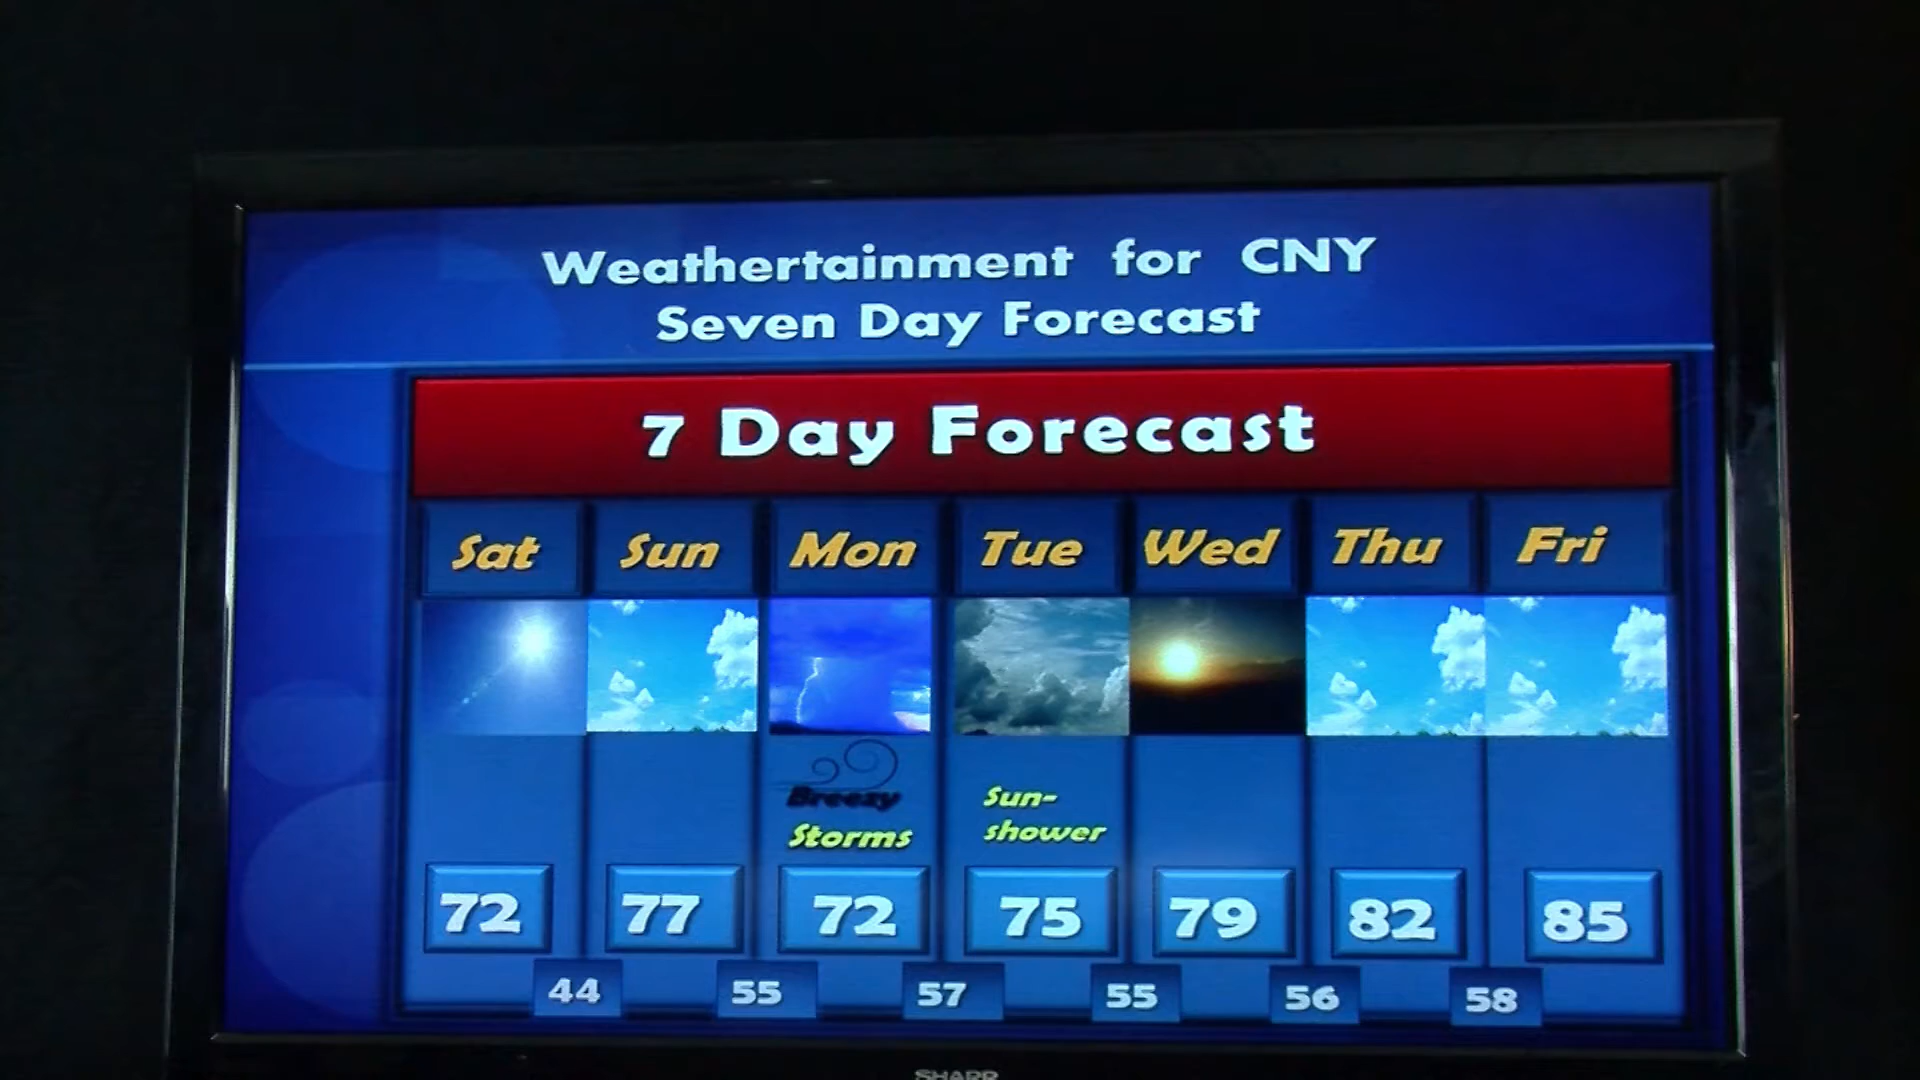 Weathertainment for CNY
Seven Day Forecast
7 Day Forecast
Sat Sun Mon Tue Wed Thu Fri
Breezy
Storms
Sun-
shower
72 77 72 75 79 82 85
44 55 57 55 56 58
SHARP